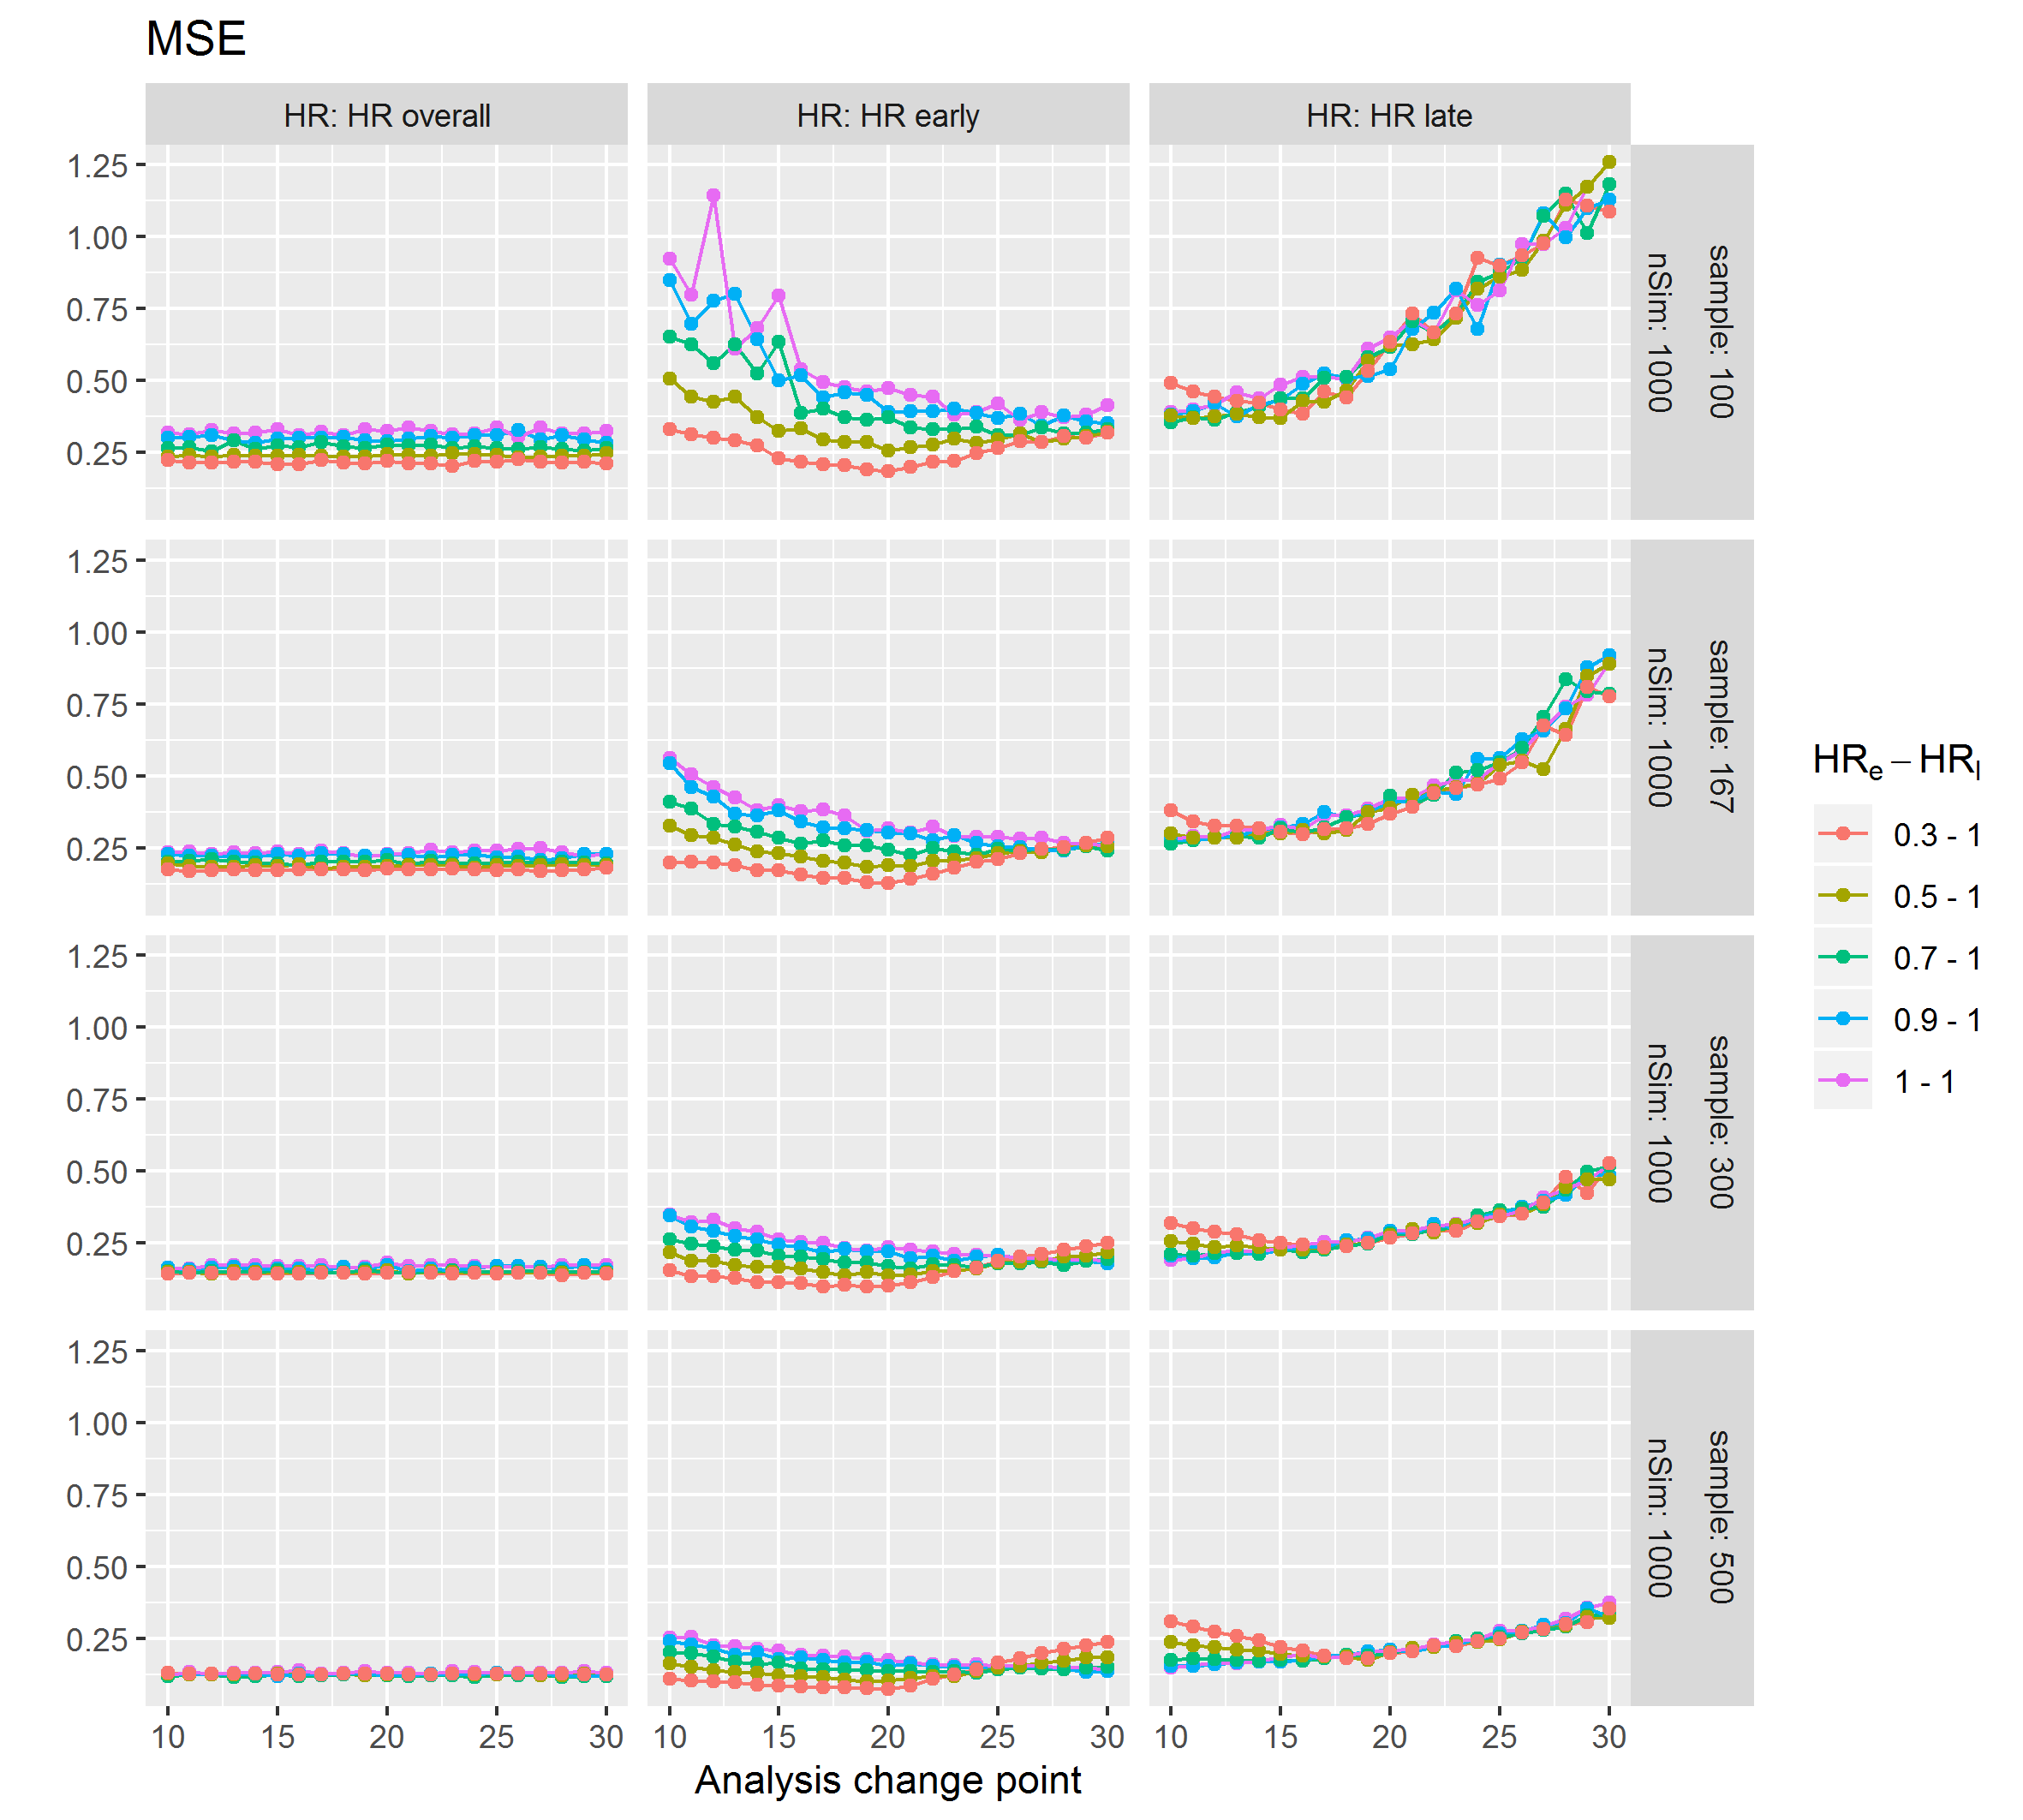 MSE
HR: HR overall
HR: HR early
HR: HR late
1.25
1.00
0.75
0.50
0.25
sample: 100
nSim: 1000
1.25
1.00
0.75
0.50
0.25
sample: 167
nSim: 1000
1.25
1.00
0.75
0.50
0.25
sample: 300
nSim: 1000
1.25
1.00
0.75
0.50
0.25
sample: 500
nSim: 1000
10 15 20 25 30
10 15 20 25 30
10 15 20 25 30
Analysis change point
HRe – HRl
0.3 - 1
0.5 - 1
0.7 - 1
0.9 - 1
1 - 1